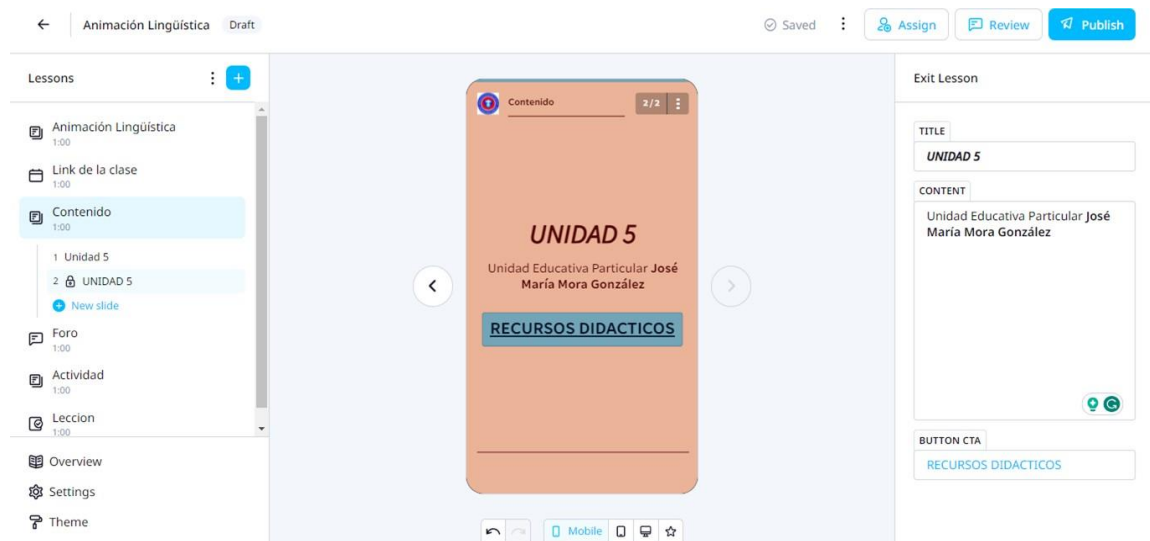 Animación Lingüística Draft
Saved
Assign
Review
Publish
Lessons
Animación Lingüística
1:00
Link de la clase
1:00
Contenido
1:00
1 Unidad 5
2 UNIDAD 5
New slide
Foro
1:00
Actividad
1:00
Leccion
1:00
Overview
Settings
Theme
Contenido
2/2
UNIDAD 5
Unidad Educativa Particular José
María Mora González
RECURSOS DIDACTICOS
Mobile
Exit Lesson
TITLE
UNIDAD 5
CONTENT
Unidad Educativa Particular José
María Mora González
BUTTON CTA
RECURSOS DIDACTICOS